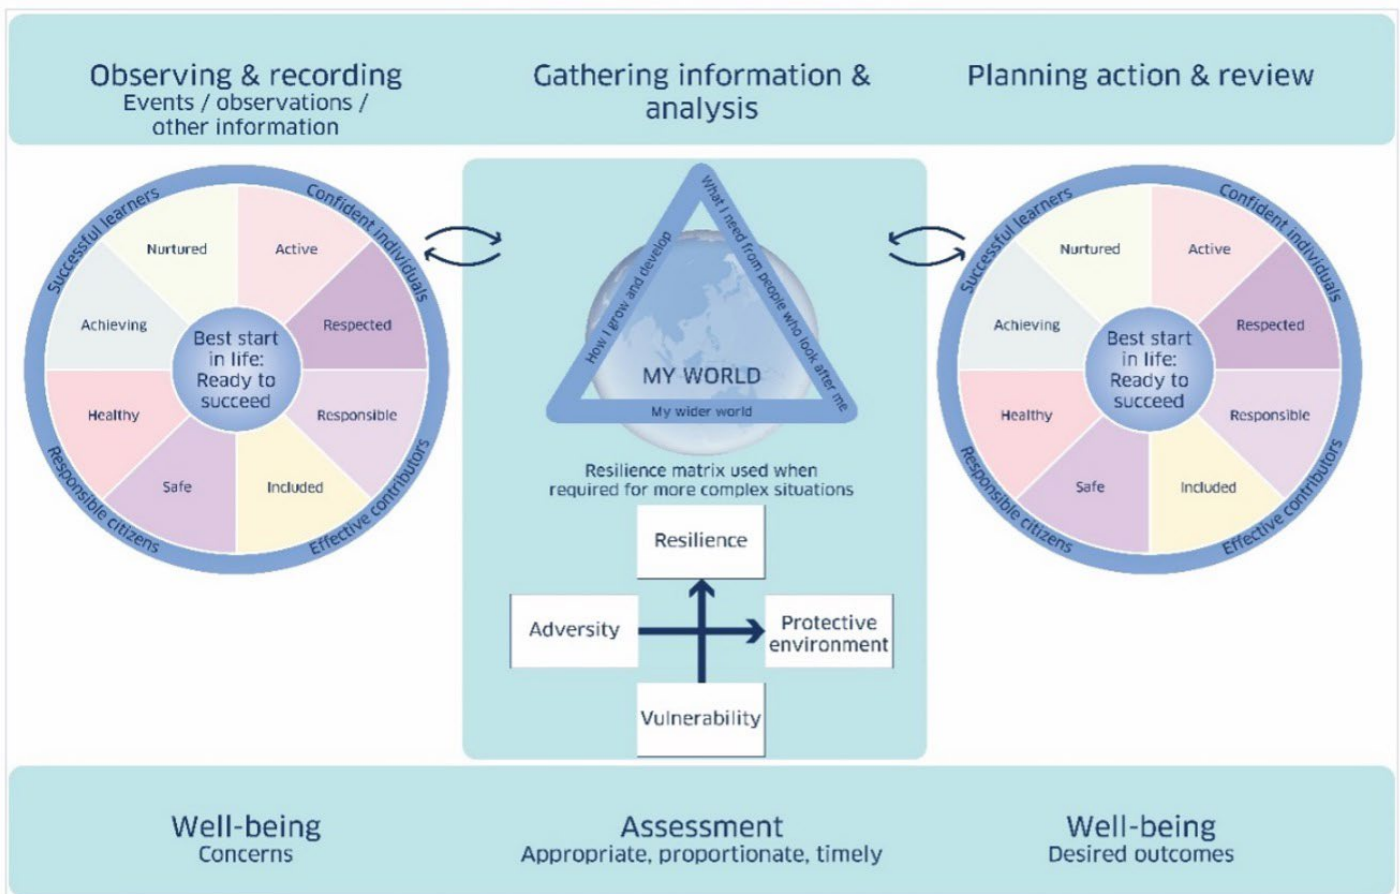 Observing & recording
Events / observations /
other information
Gathering information &
analysis
Planning action & review
Successful learners
Confident individuals
Nurtured
Active
Achieving
Respected
Best start
in life:
Ready to
succeed
Healthy
Responsible
Safe
Included
Responsible citizens
Effective contributors
How I grow and develop
What I need from people who look after me
MY WORLD
My wider world
Resilience matrix used when
required for more complex situations
Resilience
Adversity
Protective
environment
Vulnerability
Successful learners
Confident individuals
Nurtured
Active
Achieving
Respected
Best start
in life:
Ready to
succeed
Healthy
Responsible
Safe
Included
Responsible citizens
Effective contributors
Well-being
Concerns
Assessment
Appropriate, proportionate, timely
Well-being
Desired outcomes